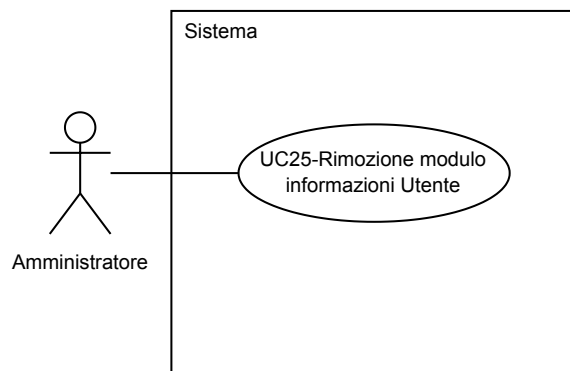 Sistema
UC25-Rimozione modulo
informazioni Utente
Amministratore